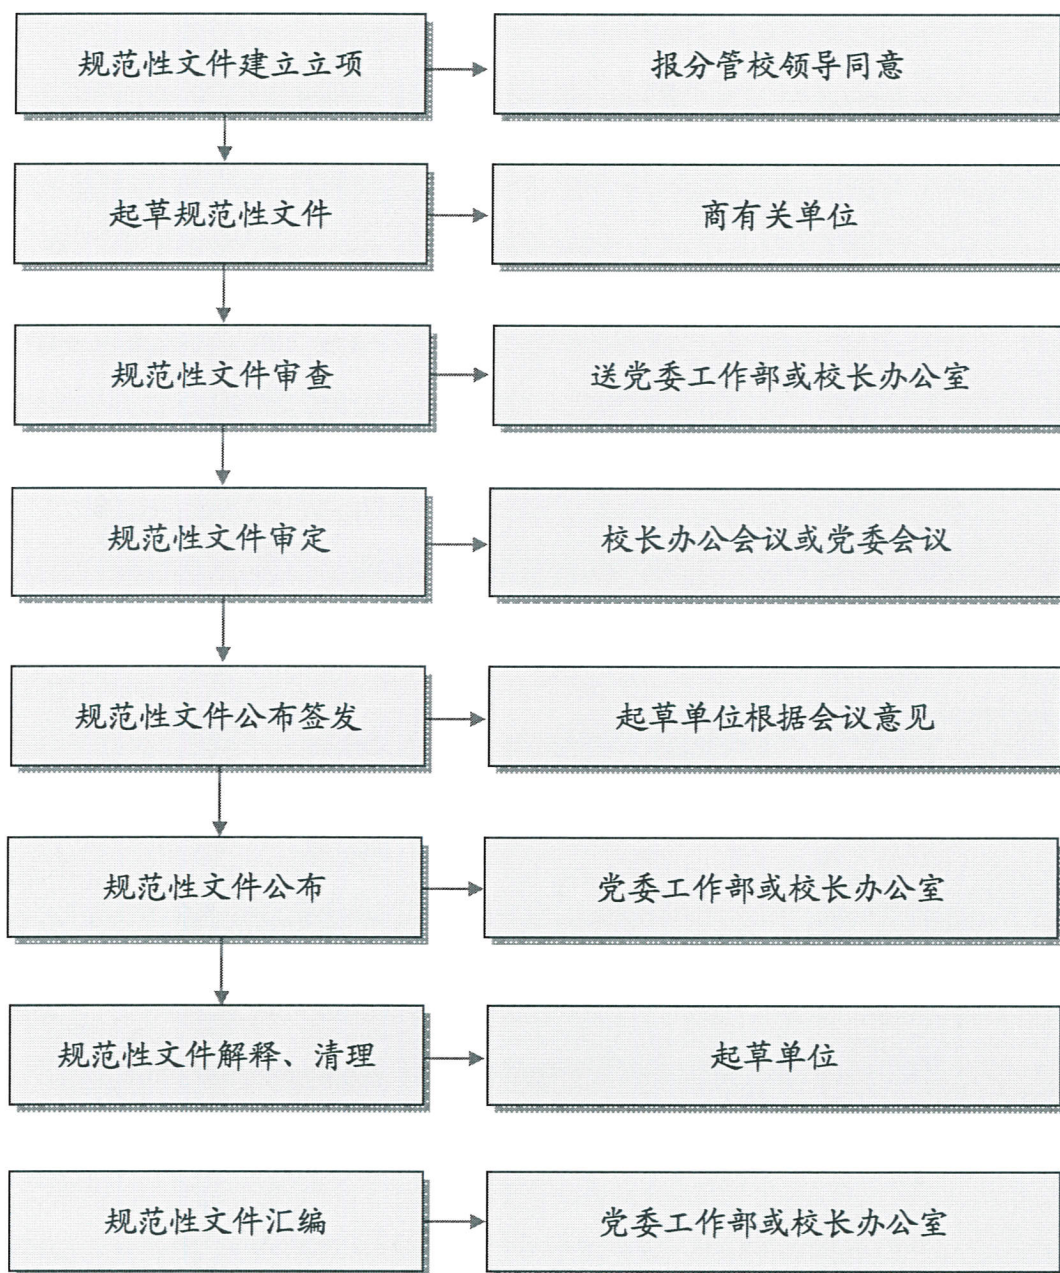 规范性文件建立立项
报分管校领导同意
起草规范性文件
商有关单位
规范性文件审查
送党委工作部或校长办公室
规范性文件审定
校长办公会议或党委会议
规范性文件公布签发
起草单位根据会议意见
规范性文件公布
党委工作部或校长办公室
规范性文件解释、清理
起草单位
规范性文件汇编
党委工作部或校长办公室